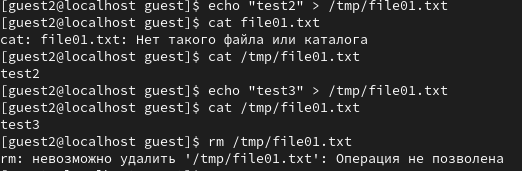 [guest2@localhost guest]$ echo "test2" > /tmp/file01.txt
[guest2@localhost guest]$ cat file01.txt
cat: file01.txt: Нет такого файла или каталога
[guest2@localhost guest]$ cat /tmp/file01.txt
test2
[guest2@localhost guest]$ echo "test3" > /tmp/file01.txt
[guest2@localhost guest]$ cat /tmp/file01.txt
test3
[guest2@localhost guest]$ rm /tmp/file01.txt
rm: невозможно удалить '/tmp/file01.txt': Операция не позволена